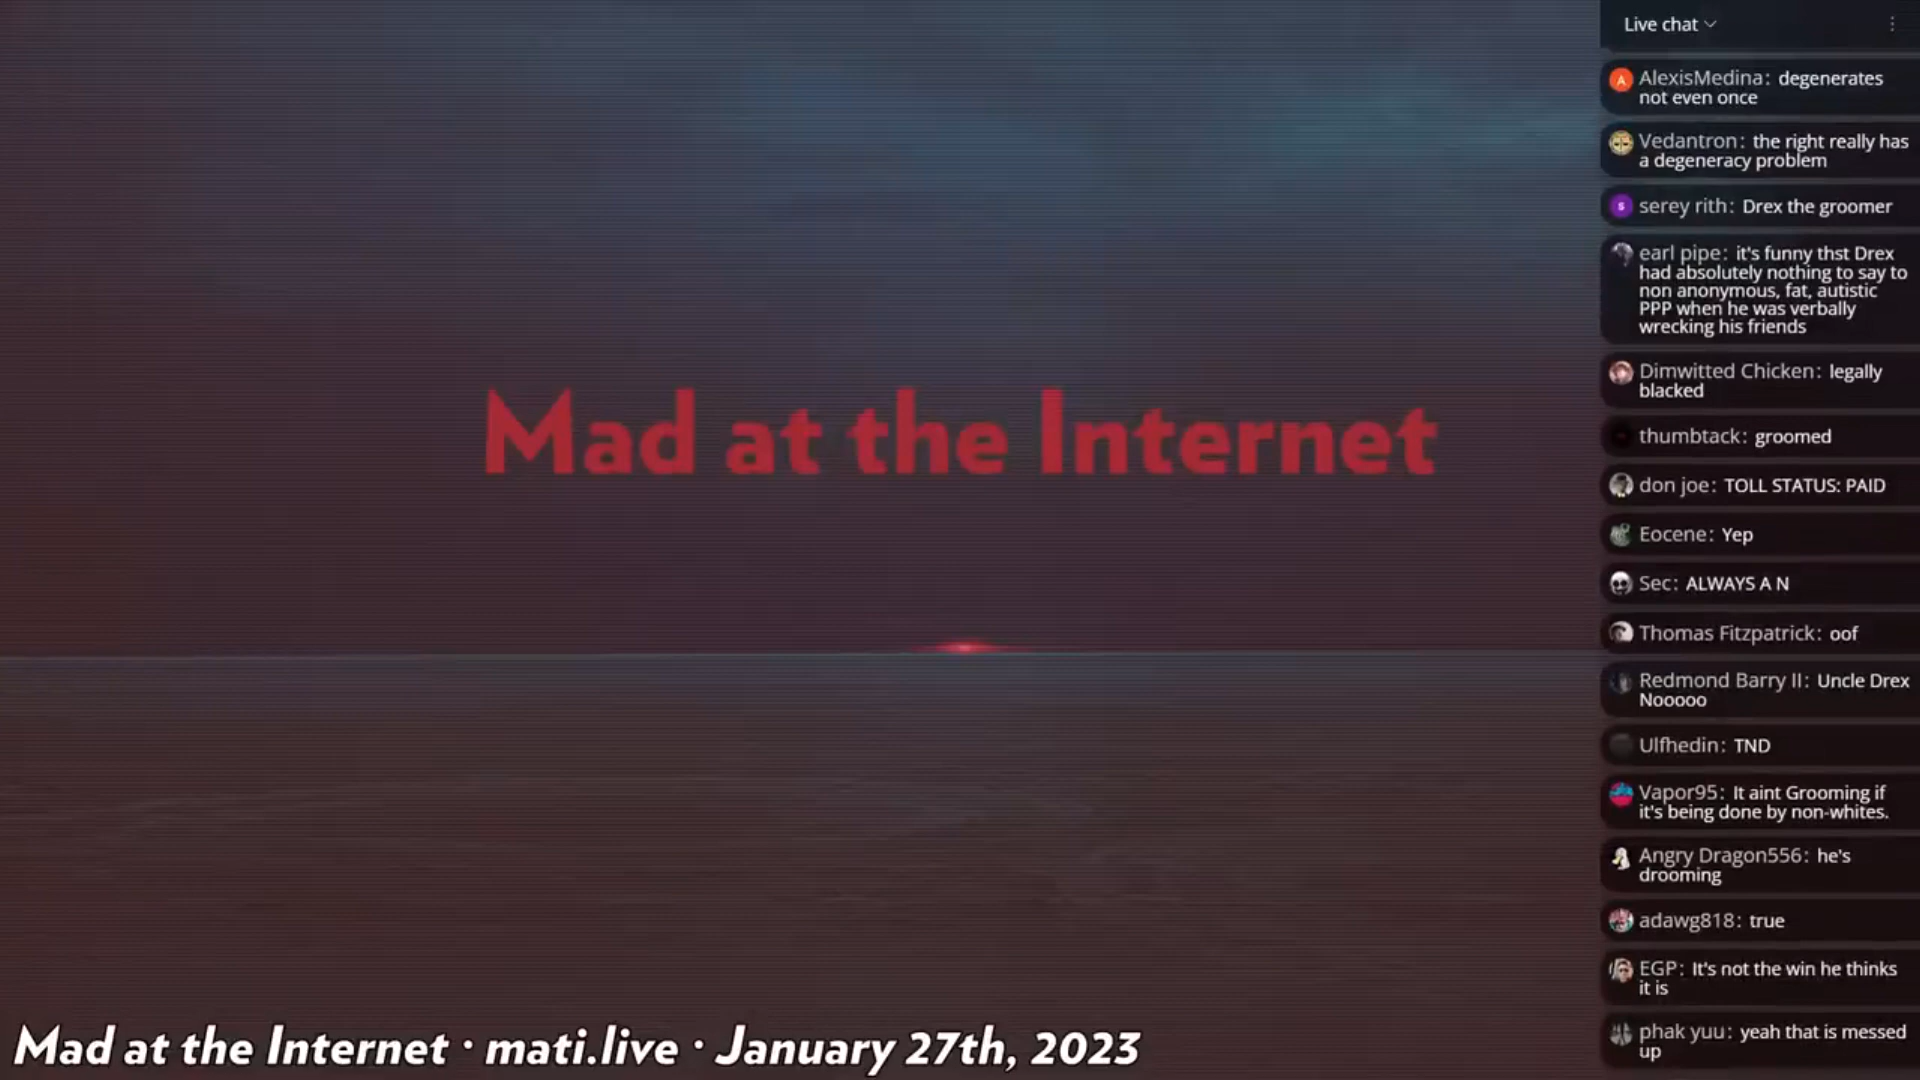 Live chat
AlexisMedina: degenerates
not even once
Vedantron: the right really has
a degeneracy problem
serey rith: Drex the groomer
earl pipe: it's funny thst Drex
had absolutely nothing to say to
non anonymous, fat, autistic
PPP when he was verbally
wrecking his friends
Dimwitted Chicken: legally
blacked
thumbtack: groomed
don joe: TOLL STATUS: PAID
Eocene: Yep
Sec: ALWAYS A N
Thomas Fitzpatrick: oof
Redmond Barry II: Uncle Drex
Nooooo
Ulfhedin: TND
Vapor95: It aint Grooming if
it's being done by non-whites.
Angry Dragon556: he's
drooming
adawg818: true
EGP: It's not the win he thinks
it is
phak yuu: yeah that is messed
up
Mad at the Internet
Mad at the Internet · mati.live · January 27th, 2023